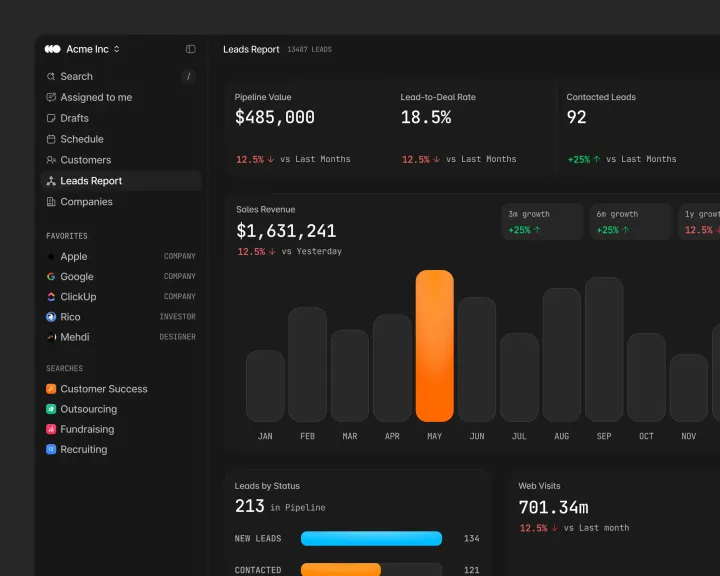 Acme Inc
Search /
Assigned to me
Drafts
Schedule
Customers
Leads Report
Companies
FAVORITES
Apple COMPANY
Google COMPANY
ClickUp COMPANY
Rico INVESTOR
Mehdi DESIGNER
SEARCHES
Customer Success
Outsourcing
Fundraising
Recruiting
Leads Report 13487 LEADS
Pipeline Value
$485,000
12.5% ↓ vs Last Months
Lead-to-Deal Rate
18.5%
12.5% ↓ vs Last Months
Contacted Leads
92
+25% ↑ vs Last Months
Sales Revenue
$1,631,241
12.5% ↓ vs Yesterday
3m growth
+25% ↑
6m growth
+25% ↑
1y growt
12.5% ↓
JAN FEB MAR APR MAY JUN JUL AUG SEP OCT NOV
Leads by Status
213 in Pipeline
NEW LEADS 134
CONTACTED 121
Web Visits
701.34m
12.5% ↓ vs Last month